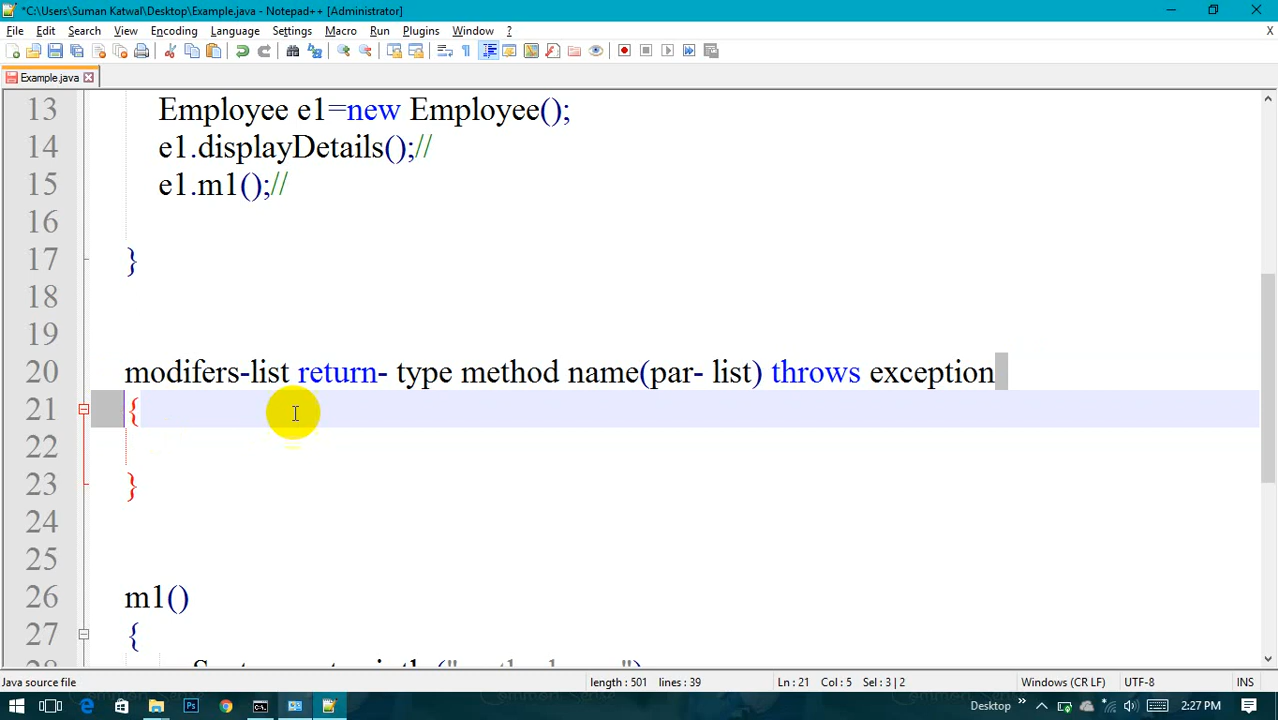 *C:\Users\Suman Katwal\Desktop\Example.java - Notepad++ [Administrator]
File Edit Search View Encoding Language Settings Macro Run Plugins Window ? X
Example.java
13 Employee e1=new Employee();
14 e1.displayDetails();//
15 e1.m1();//
16
17 }
18
19
20 modifers-list return- type method name(par- list) throws exception
21 {
22
23 }
24
25
26 m1()
27 {
Java source file length : 501 lines : 39 Ln : 21 Col : 5 Sel : 3 | 2 Windows (CR LF) UTF-8 INS
Desktop 2:27 PM